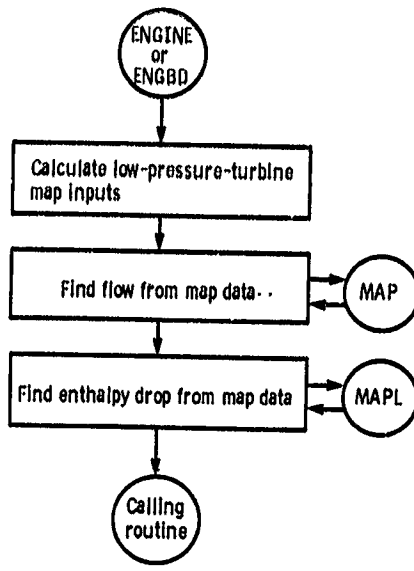 ENGINE
or
ENGBD
Calculate low-pressure-turbine
map inputs
Find flow from map data··
MAP
Find enthalpy drop from map data
MAPL
Calling
routine